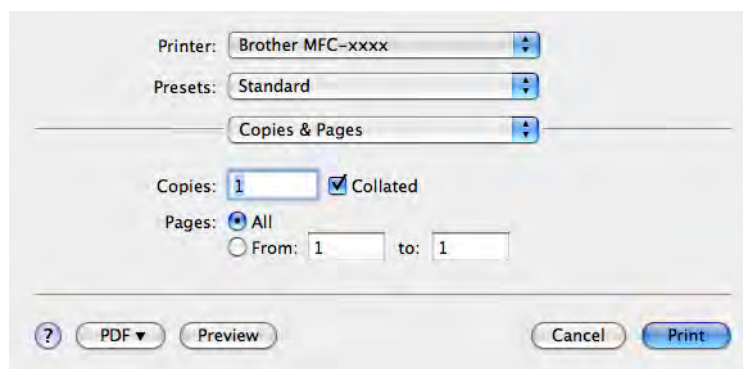 Printer: Brother MFC-xxxx
Presets: Standard
Copies & Pages
Copies: 1 Collated
Pages: All
From: 1 to: 1
? PDF▼ Preview Cancel Print